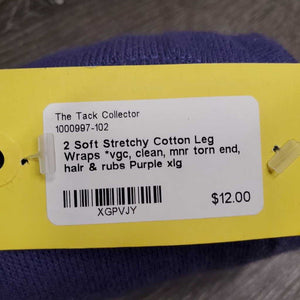 The Tack Collector
1000997-102
2 Soft Stretchy Cotton Leg
Wraps *vgc, clean, mnr torn end,
hair & rubs Purple xlg
$12.00
XGPVJY